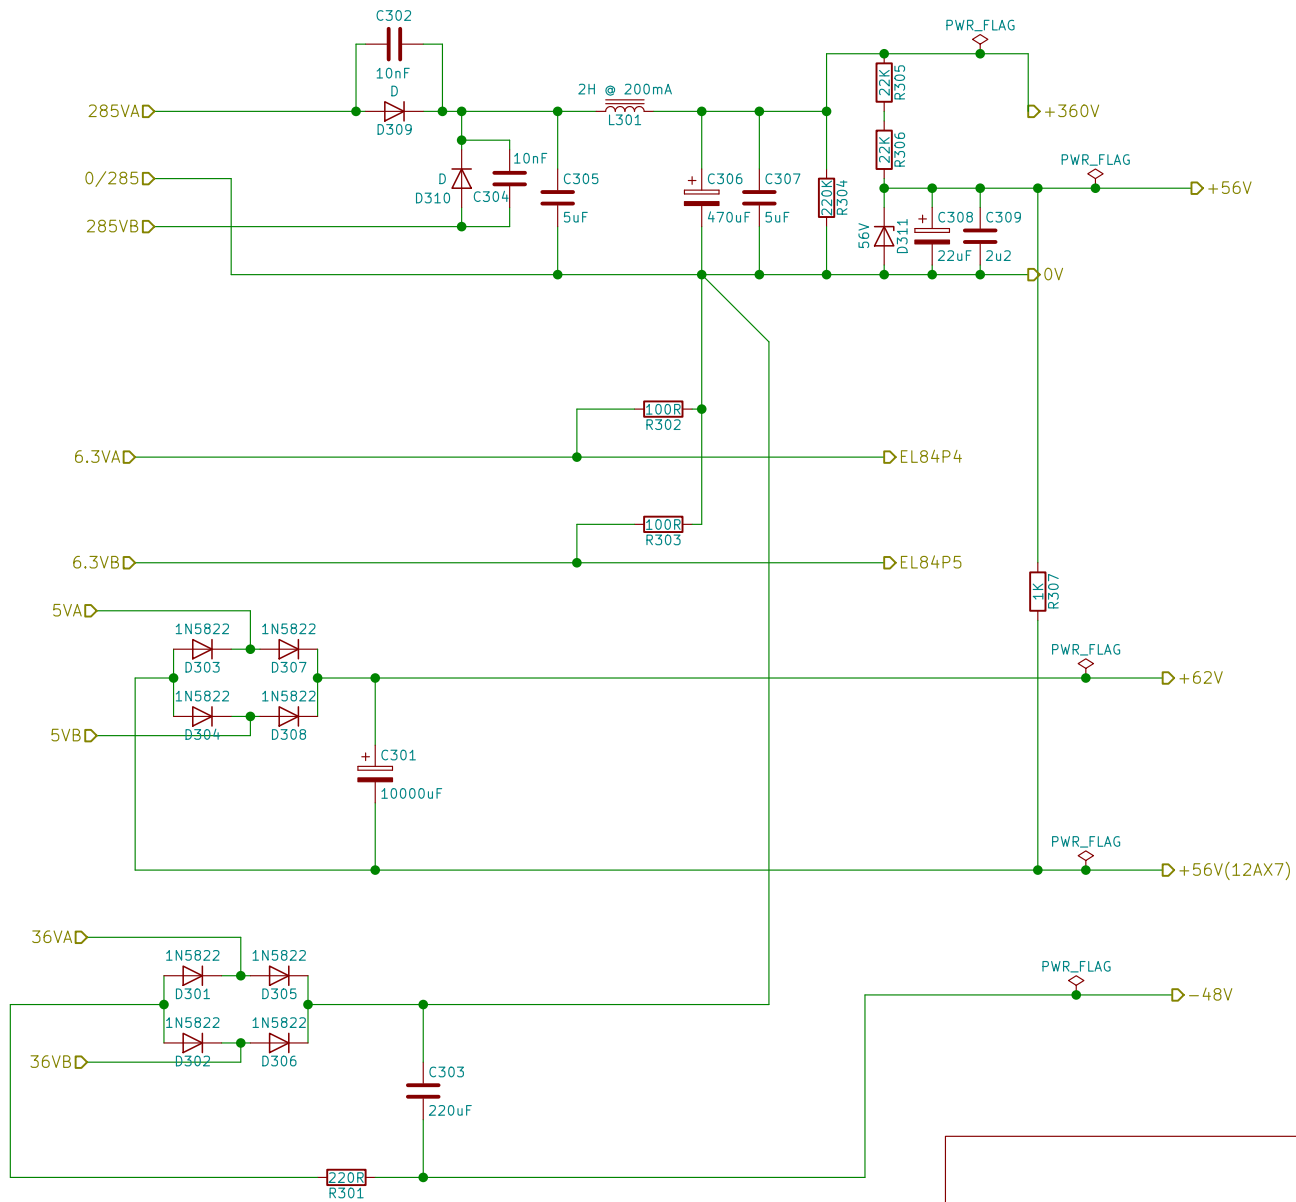 C302
10nF
285VA
D
D309
0/285
285VB
D
D310
10nF
C304
C305
5uF
2H @ 200mA
L301
C306
470uF
C307
5uF
220K
R304
22K
R305
22K
R306
PWR_FLAG
+360V
PWR_FLAG
+56V
56V
D311
C308
22uF
C309
2u2
0V
100R
R302
6.3VA
EL84P4
100R
R303
6.3VB
EL84P5
1K
R307
5VA
1N5822
D303
1N5822
D307
1N5822
D304
1N5822
D308
5VB
C301
10000uF
PWR_FLAG
+62V
PWR_FLAG
+56V(12AX7)
36VA
1N5822
D301
1N5822
D305
1N5822
D302
1N5822
D306
36VB
C303
220uF
220R
R301
PWR_FLAG
-48V